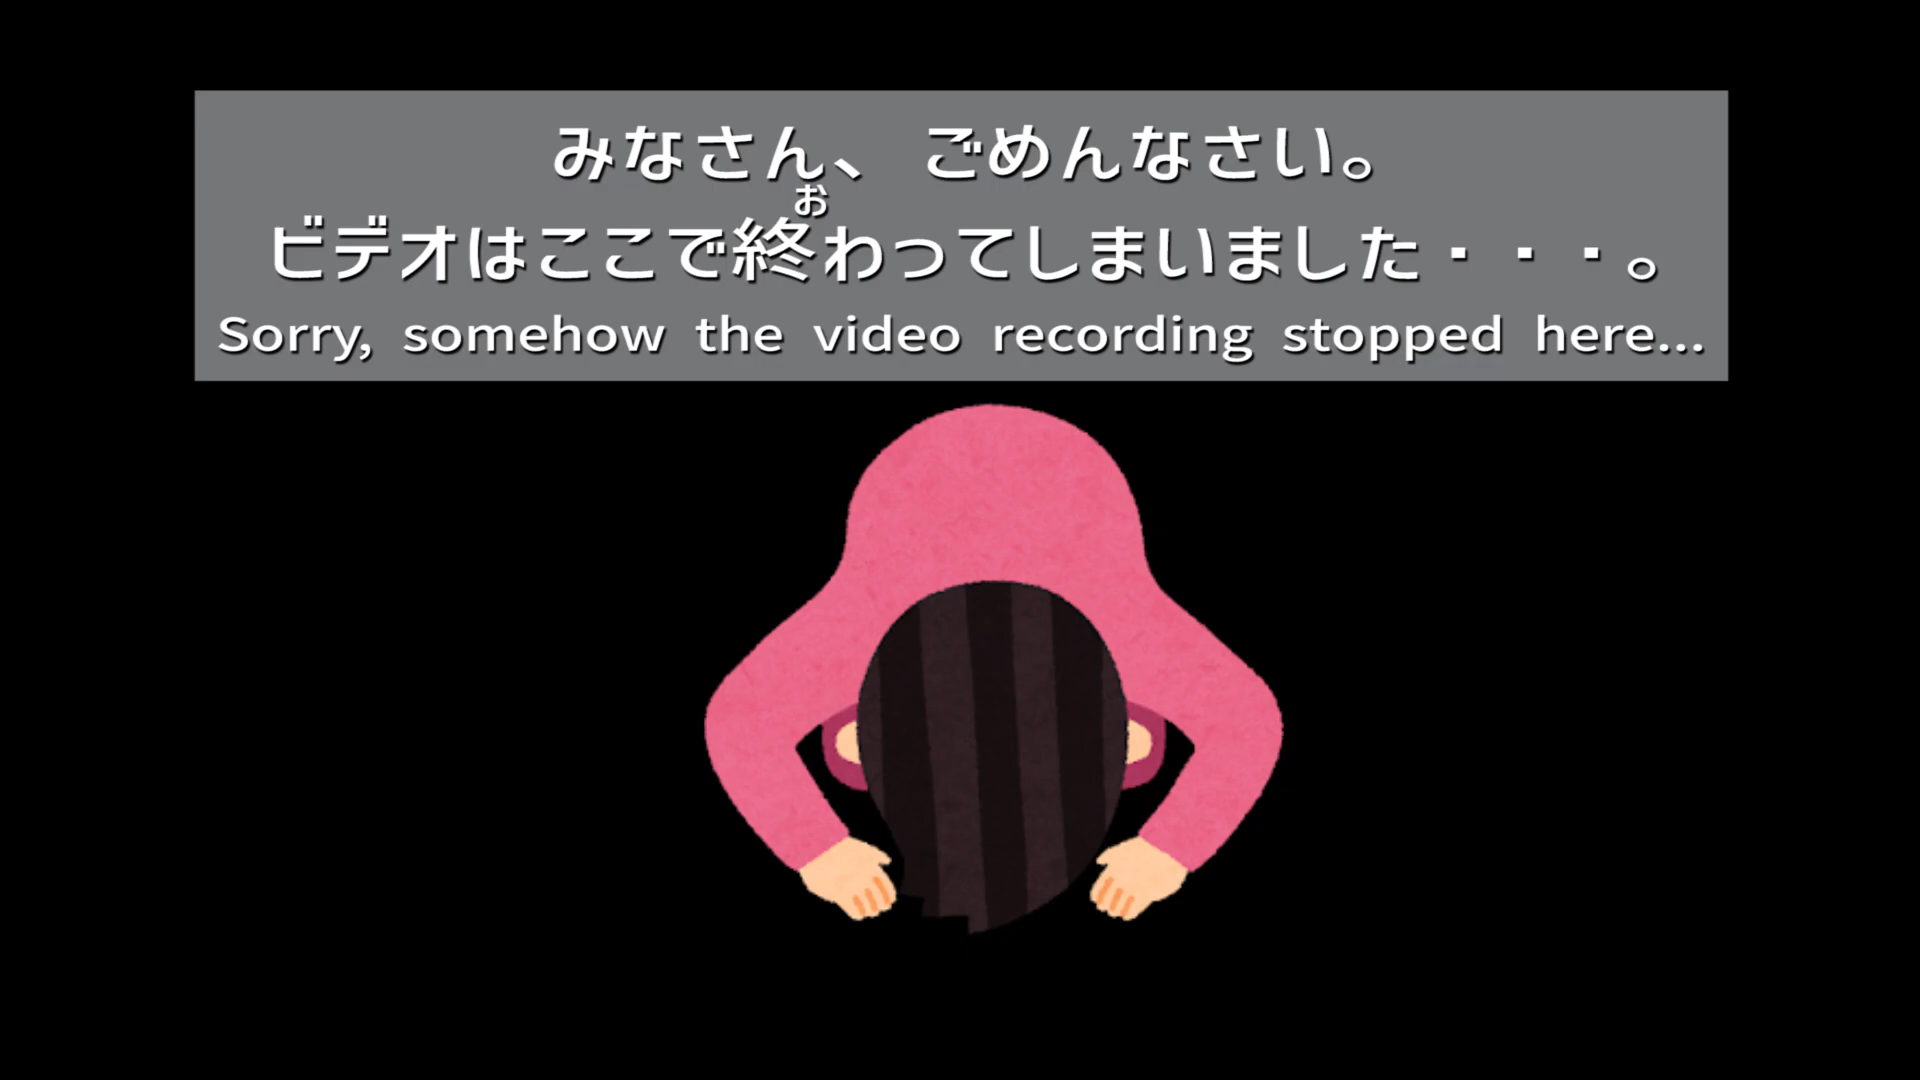 みなさん、 ごめんなさい。
お
ビデオはここで終わってしまいました・・・。
Sorry, somehow the video recording stopped here...